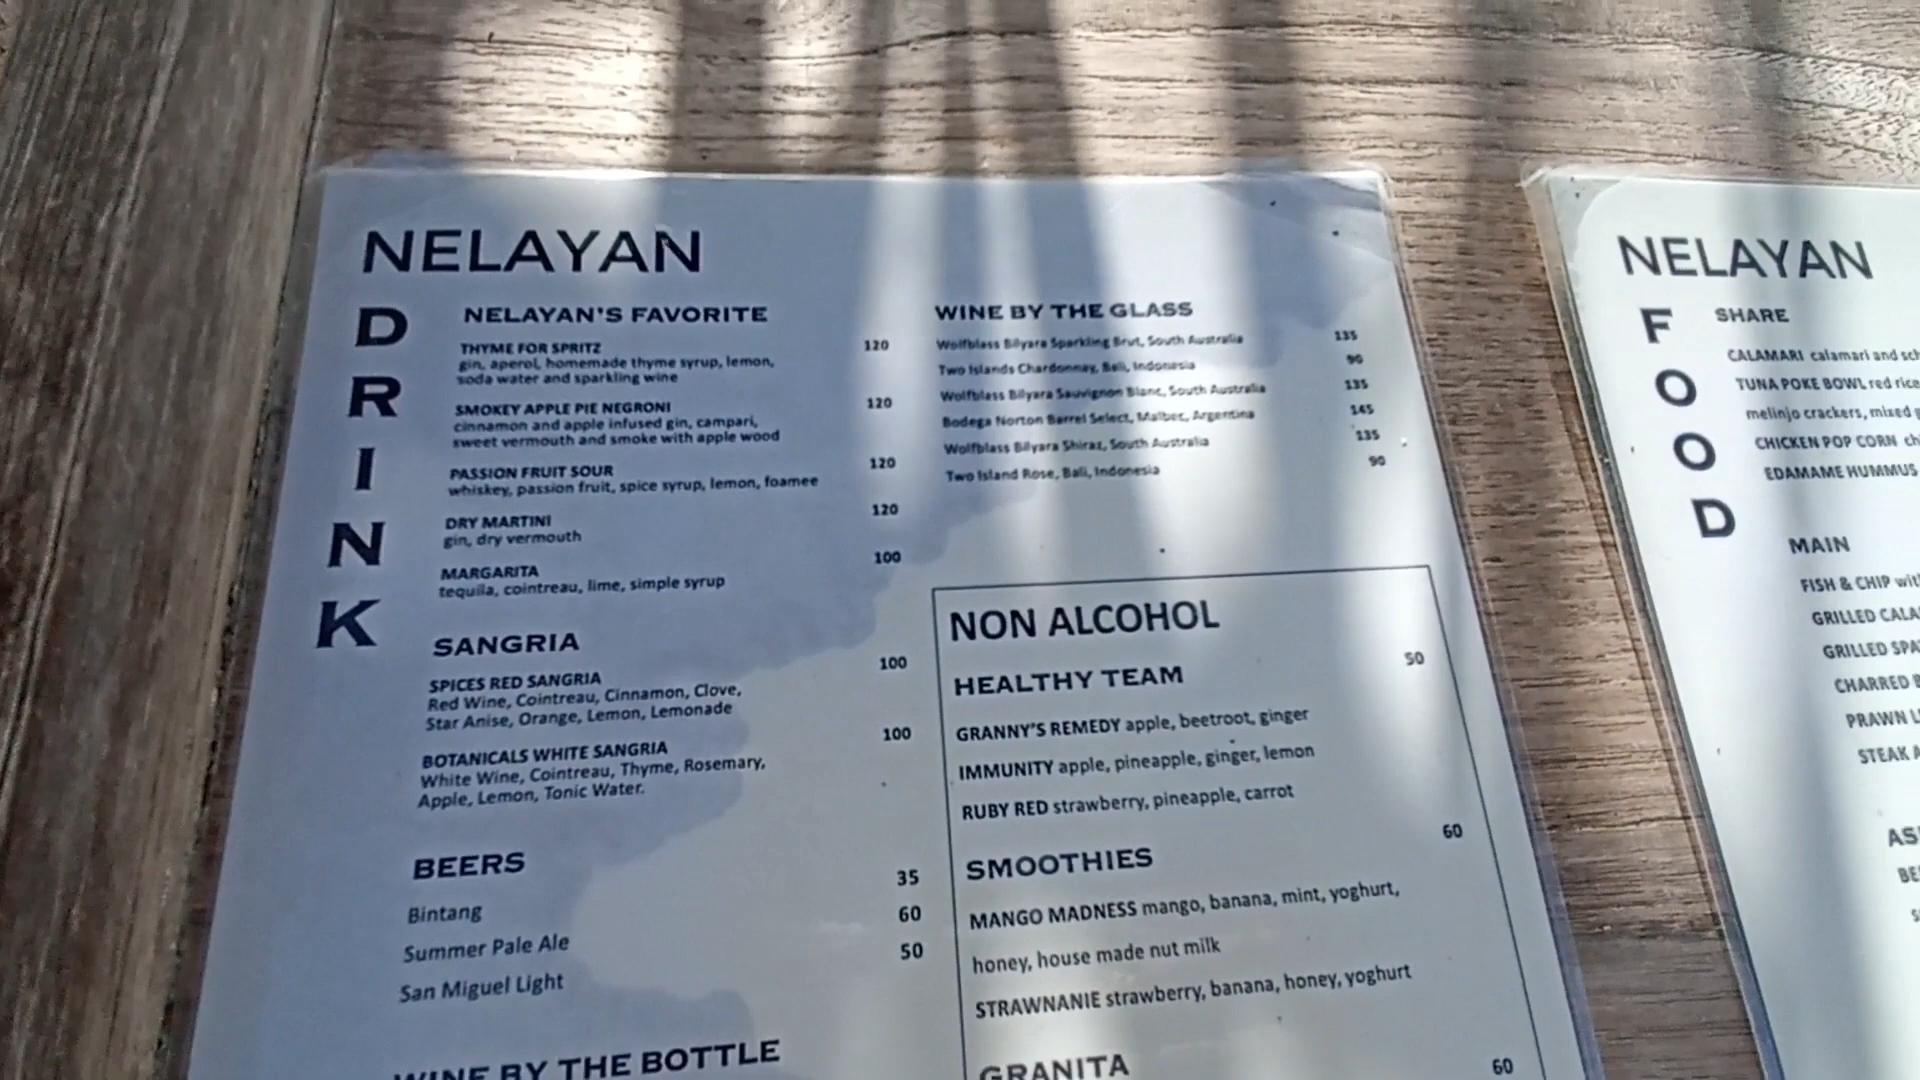 NELAYAN
DRINK
NELAYAN'S FAVORITE
THYME FOR SPRITZ 120
gin, aperol, homemade thyme syrup, lemon,
soda water and sparkling wine
SMOKEY APPLE PIE NEGRONI 120
cinnamon and apple infused gin, campari,
sweet vermouth and smoke with apple wood
PASSION FRUIT SOUR 120
whiskey, passion fruit, spice syrup, lemon, foamee
DRY MARTINI 120
gin, dry vermouth
MARGARITA 100
tequila, cointreau, lime, simple syrup
SANGRIA
SPICES RED SANGRIA 100
Red Wine, Cointreau, Cinnamon, Clove,
Star Anise, Orange, Lemon, Lemonade
BOTANICALS WHITE SANGRIA 100
White Wine, Cointreau, Thyme, Rosemary,
Apple, Lemon, Tonic Water.
BEERS
Bintang 35
Summer Pale Ale 60
San Miguel Light 50
WINE BY THE BOTTLE
WINE BY THE GLASS
Wolfblass Bilyara Sparkling Brut, South Australia 135
Two Islands Chardonnay, Bali, Indonesia 90
Wolfblass Bilyara Sauvignon Blanc, South Australia 135
Bodega Norton Barrel Select, Malbec, Argentina 145
Wolfblass Bilyara Shiraz, South Australia 135
Two Island Rose, Bali, Indonesia 90
NON ALCOHOL
HEALTHY TEAM 50
GRANNY'S REMEDY apple, beetroot, ginger
IMMUNITY apple, pineapple, ginger, lemon
RUBY RED strawberry, pineapple, carrot
SMOOTHIES 60
MANGO MADNESS mango, banana, mint, yoghurt,
honey, house made nut milk
STRAWNANIE strawberry, banana, honey, yoghurt
GRANITA 60
NELAYAN
FOOD
SHARE
CALAMARI calamari and
TUNA POKE BOWL red rice
melinjo crackers, mixed
CHICKEN POP CORN
EDAMAME HUMMUS
MAIN
FISH & CHIP
GRILLED
GRILLED
CHARRED
PRAWN
STEAK